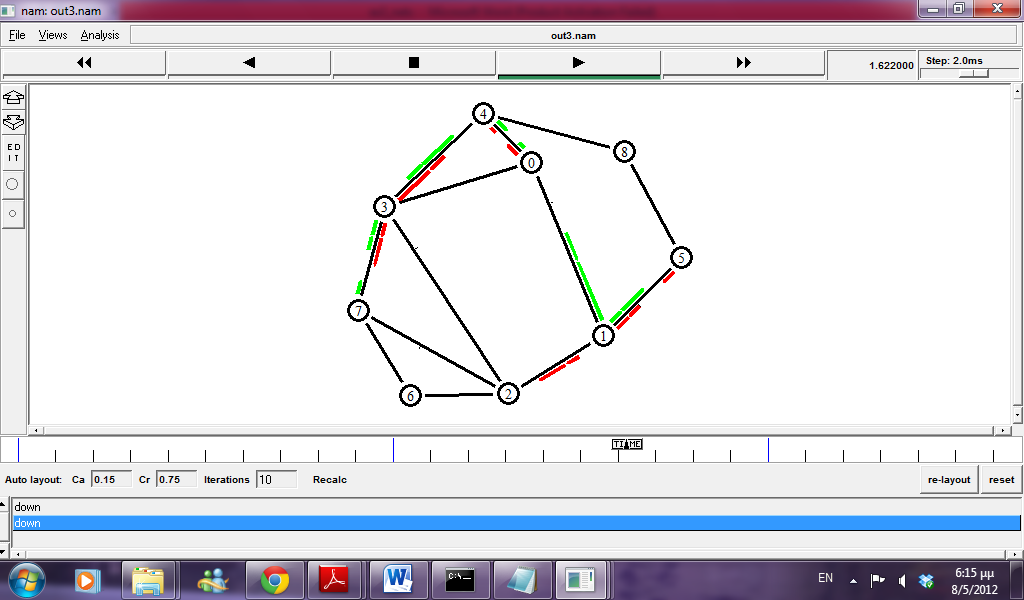 nam: out3.nam
File Views Analysis out3.nam
1.622000 Step: 2.0ms
E D
I T
4
8
0
3
5
7
1
6
2
TIME
Auto layout: Ca 0.15 Cr 0.75 Iterations 10 Recalc re-layout reset
down
down
W
C:\
EN 6:15 μμ
8/5/2012